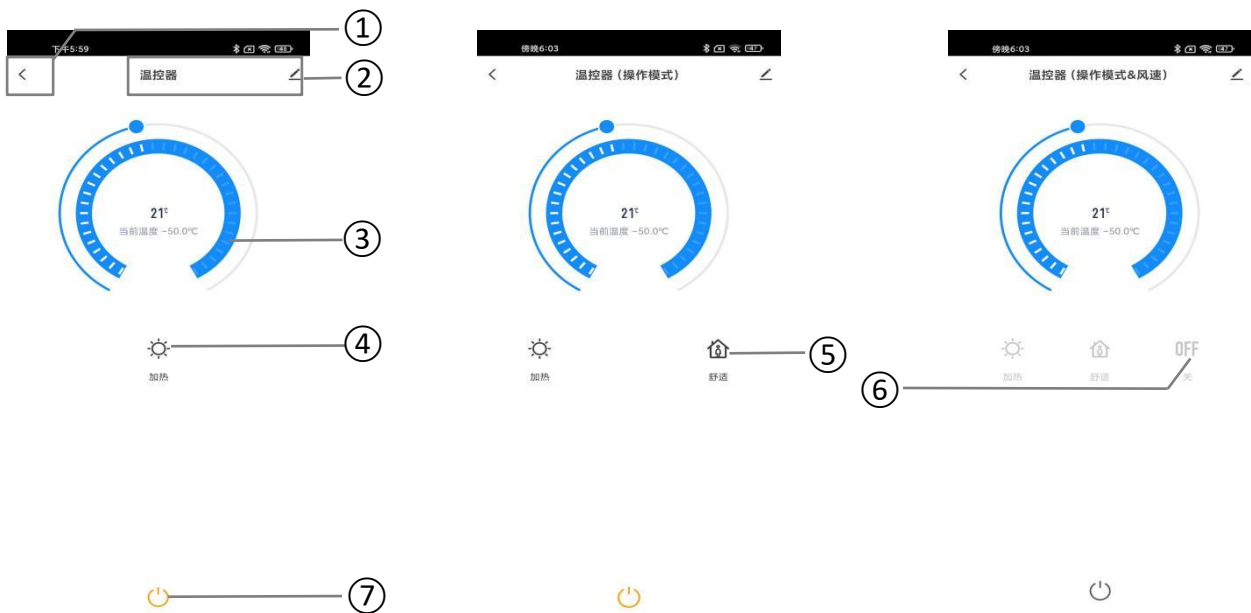 ①
下午5:59
40
②
温控器
21℃
当前温度 -50.0℃
③
④
加热
⑦
傍晚6:03
47
温控器 (操作模式)
21℃
当前温度 -50.0℃
加热
舒适
⑤
傍晚6:03
47
温控器 (操作模式&风速)
21℃
当前温度 -50.0℃
OFF
加热
舒适
关
⑥